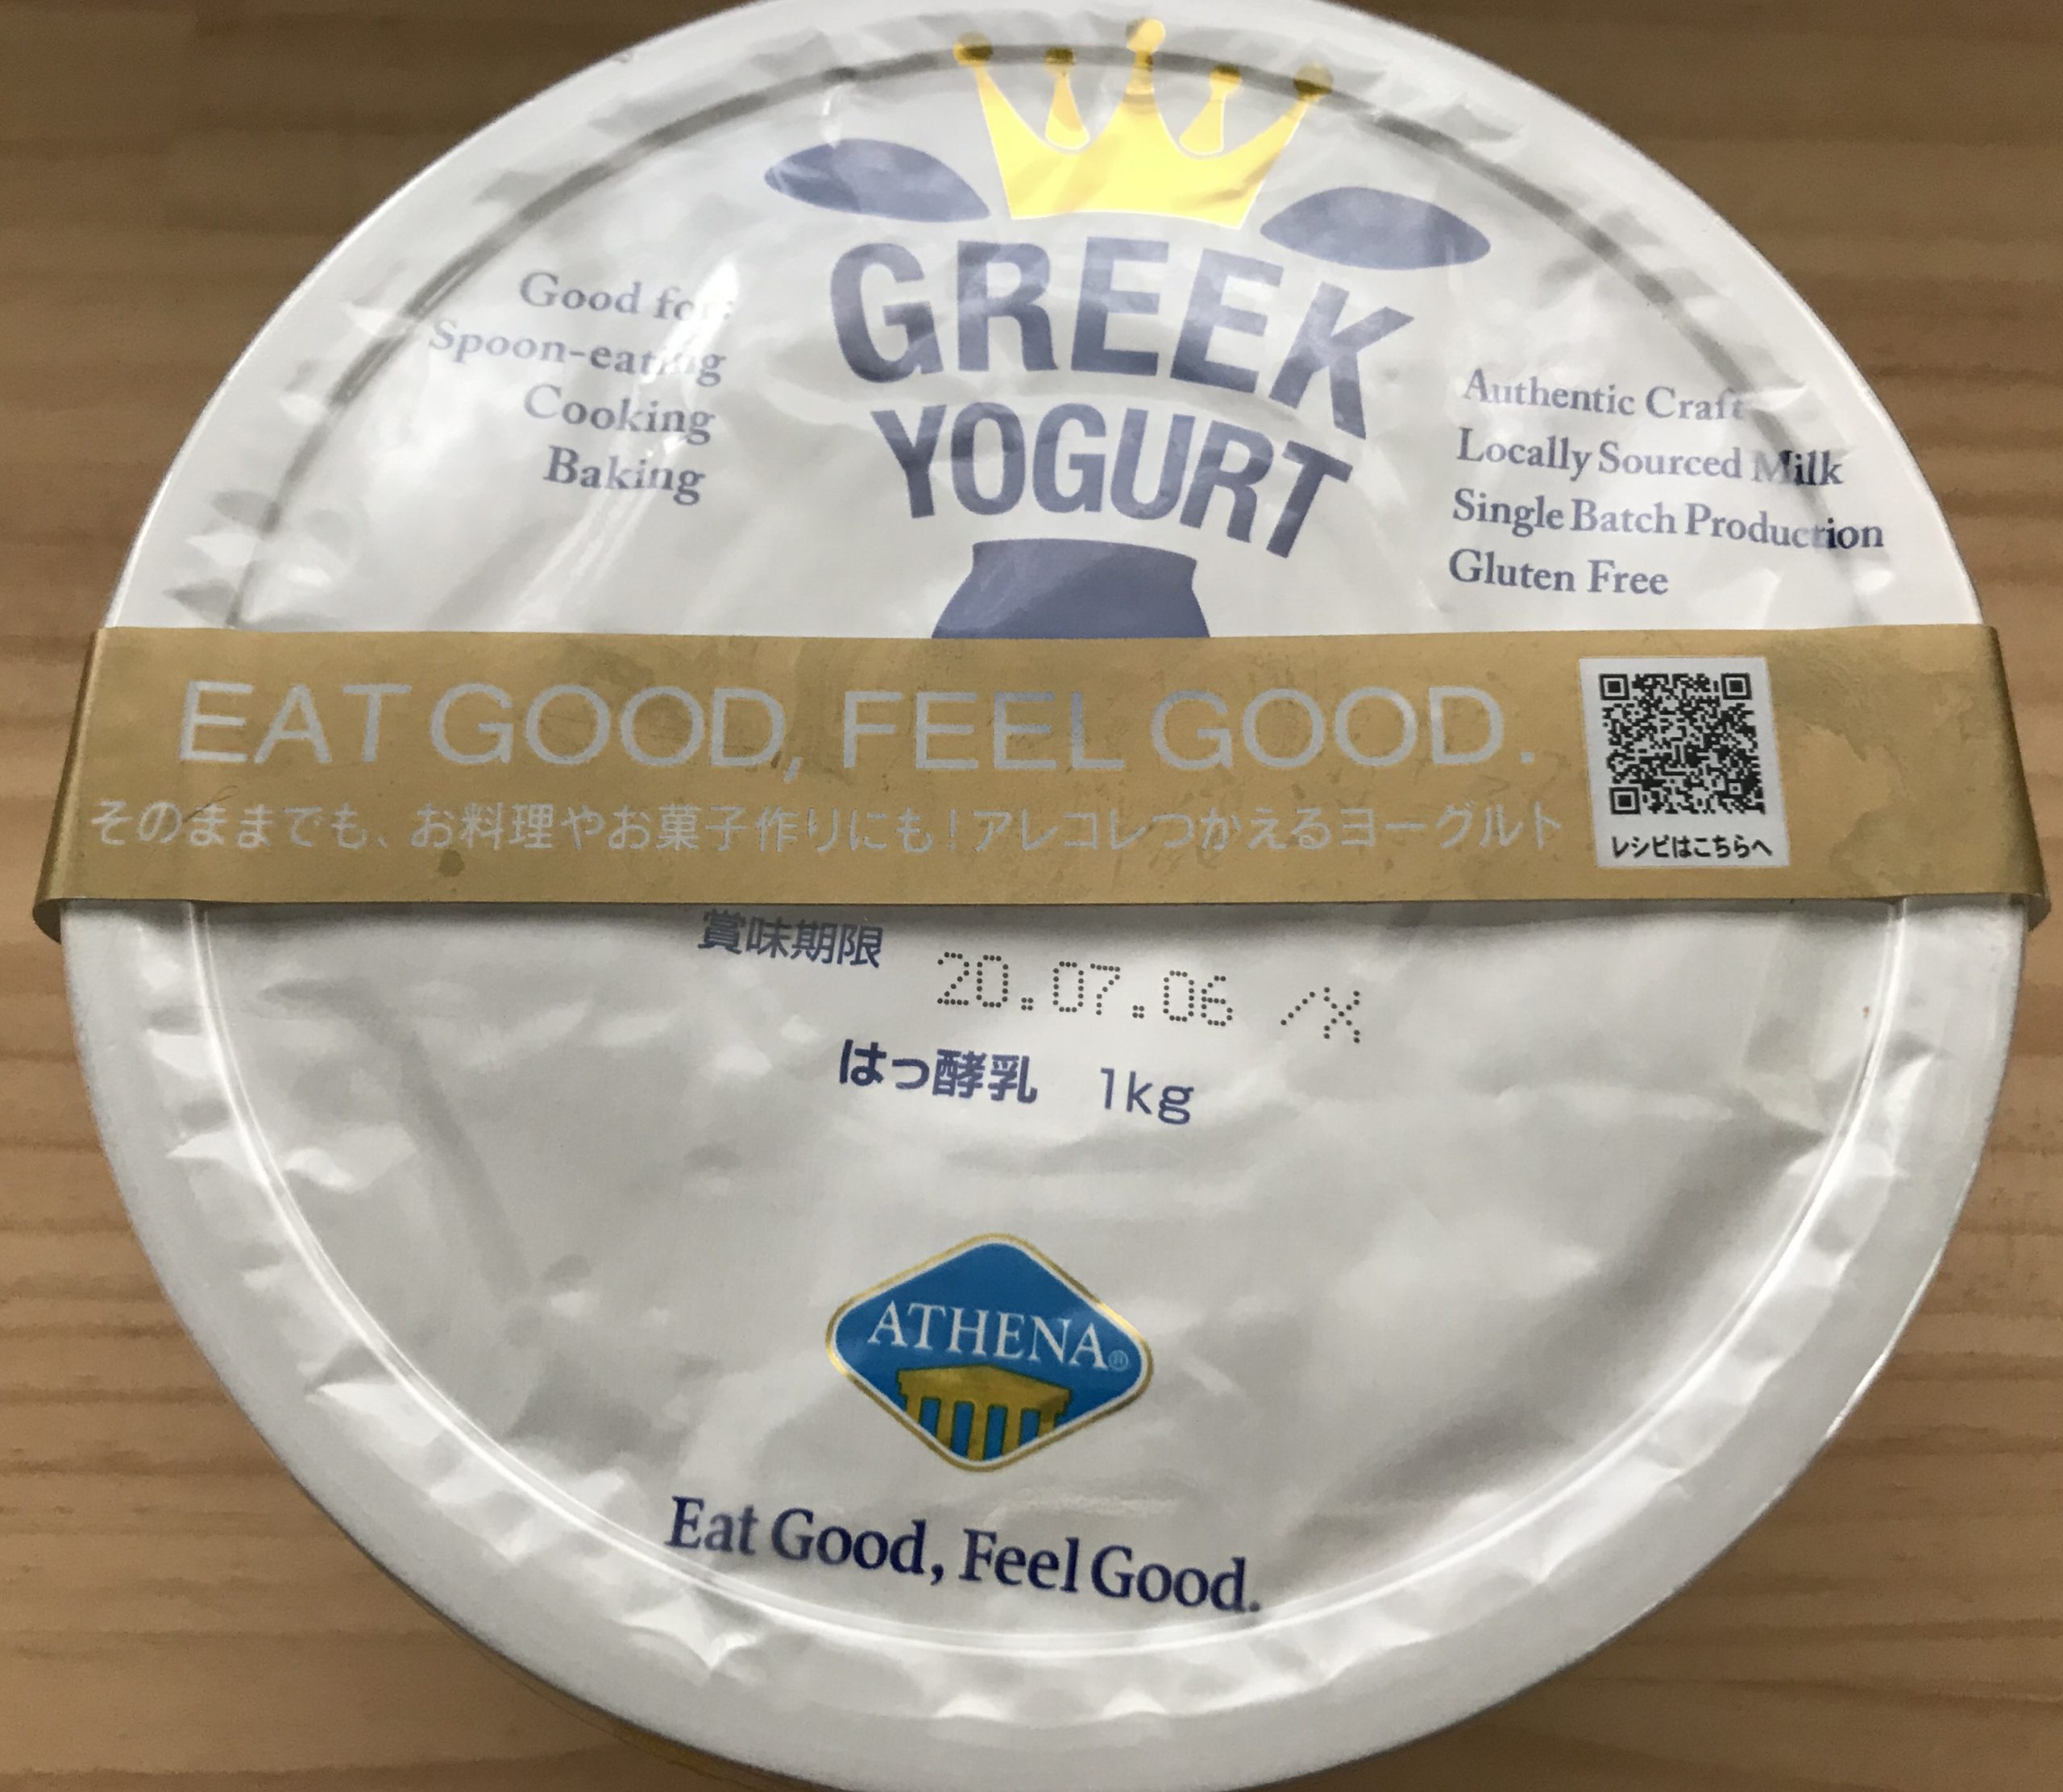 GREEK
YOGURT
Good for:
Spoon-eating
Cooking
Baking
Authentic Craft
Locally Sourced Milk
Single Batch Production
Gluten Free
EAT GOOD, FEEL GOOD.
そのままでも、お料理やお菓子作りにも!アレコレつかえるヨーグルト
レシピはこちらへ
賞味期限 20.07.06 /X
はっ酵乳 1kg
ATHENA®
Eat Good, Feel Good.